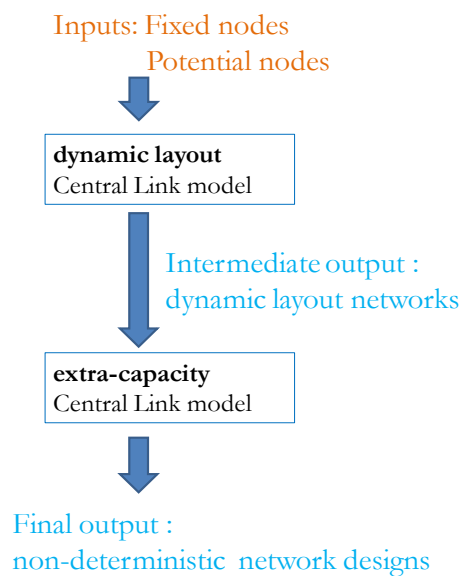 Inputs: Fixed nodes
Potential nodes
dynamic layout
Central Link model
Intermediate output :
dynamic layout networks
extra-capacity
Central Link model
Final output :
non-deterministic network designs